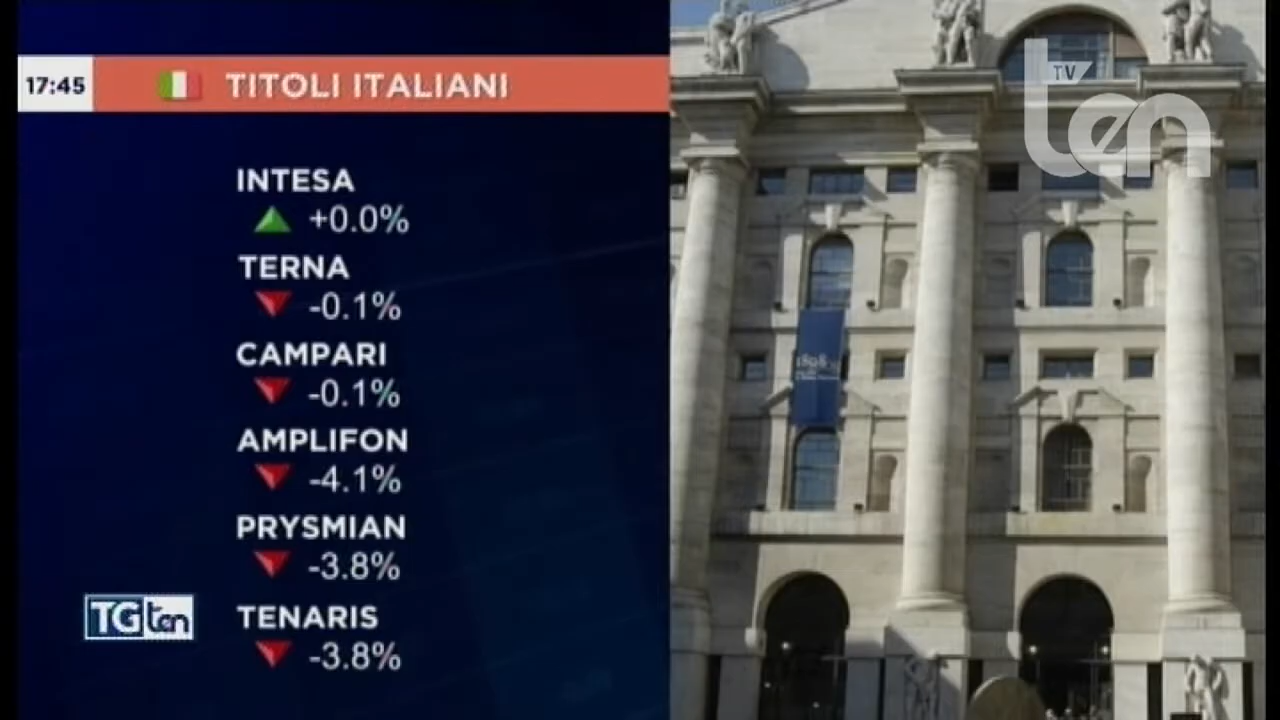 17:45
TITOLI ITALIANI
INTESA
+0.0%
TERNA
-0.1%
CAMPARI
-0.1%
AMPLIFON
-4.1%
PRYSMIAN
-3.8%
TENARIS
-3.8%
TGten
TV
ten
1808